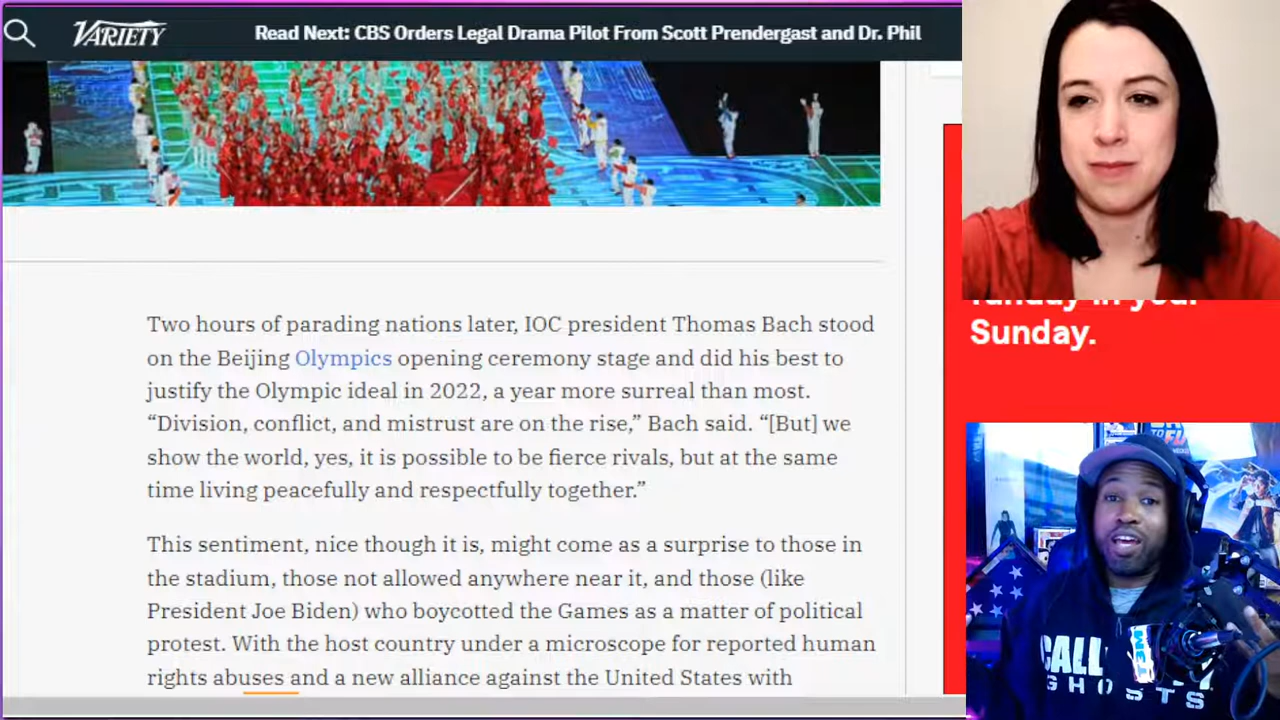 VARIETY
Read Next: CBS Orders Legal Drama Pilot From Scott Prendergast and Dr. Phil
Two hours of parading nations later, IOC president Thomas Bach stood
on the Beijing Olympics opening ceremony stage and did his best to
justify the Olympic ideal in 2022, a year more surreal than most.
“Division, conflict, and mistrust are on the rise,” Bach said. “[But] we
show the world, yes, it is possible to be fierce rivals, but at the same
time living peacefully and respectfully together.”
This sentiment, nice though it is, might come as a surprise to those in
the stadium, those not allowed anywhere near it, and those (like
President Joe Biden) who boycotted the Games as a matter of political
protest. With the host country under a microscope for reported human
rights abuses and a new alliance against the United States with
Sunday.
CALL
GHOSTS